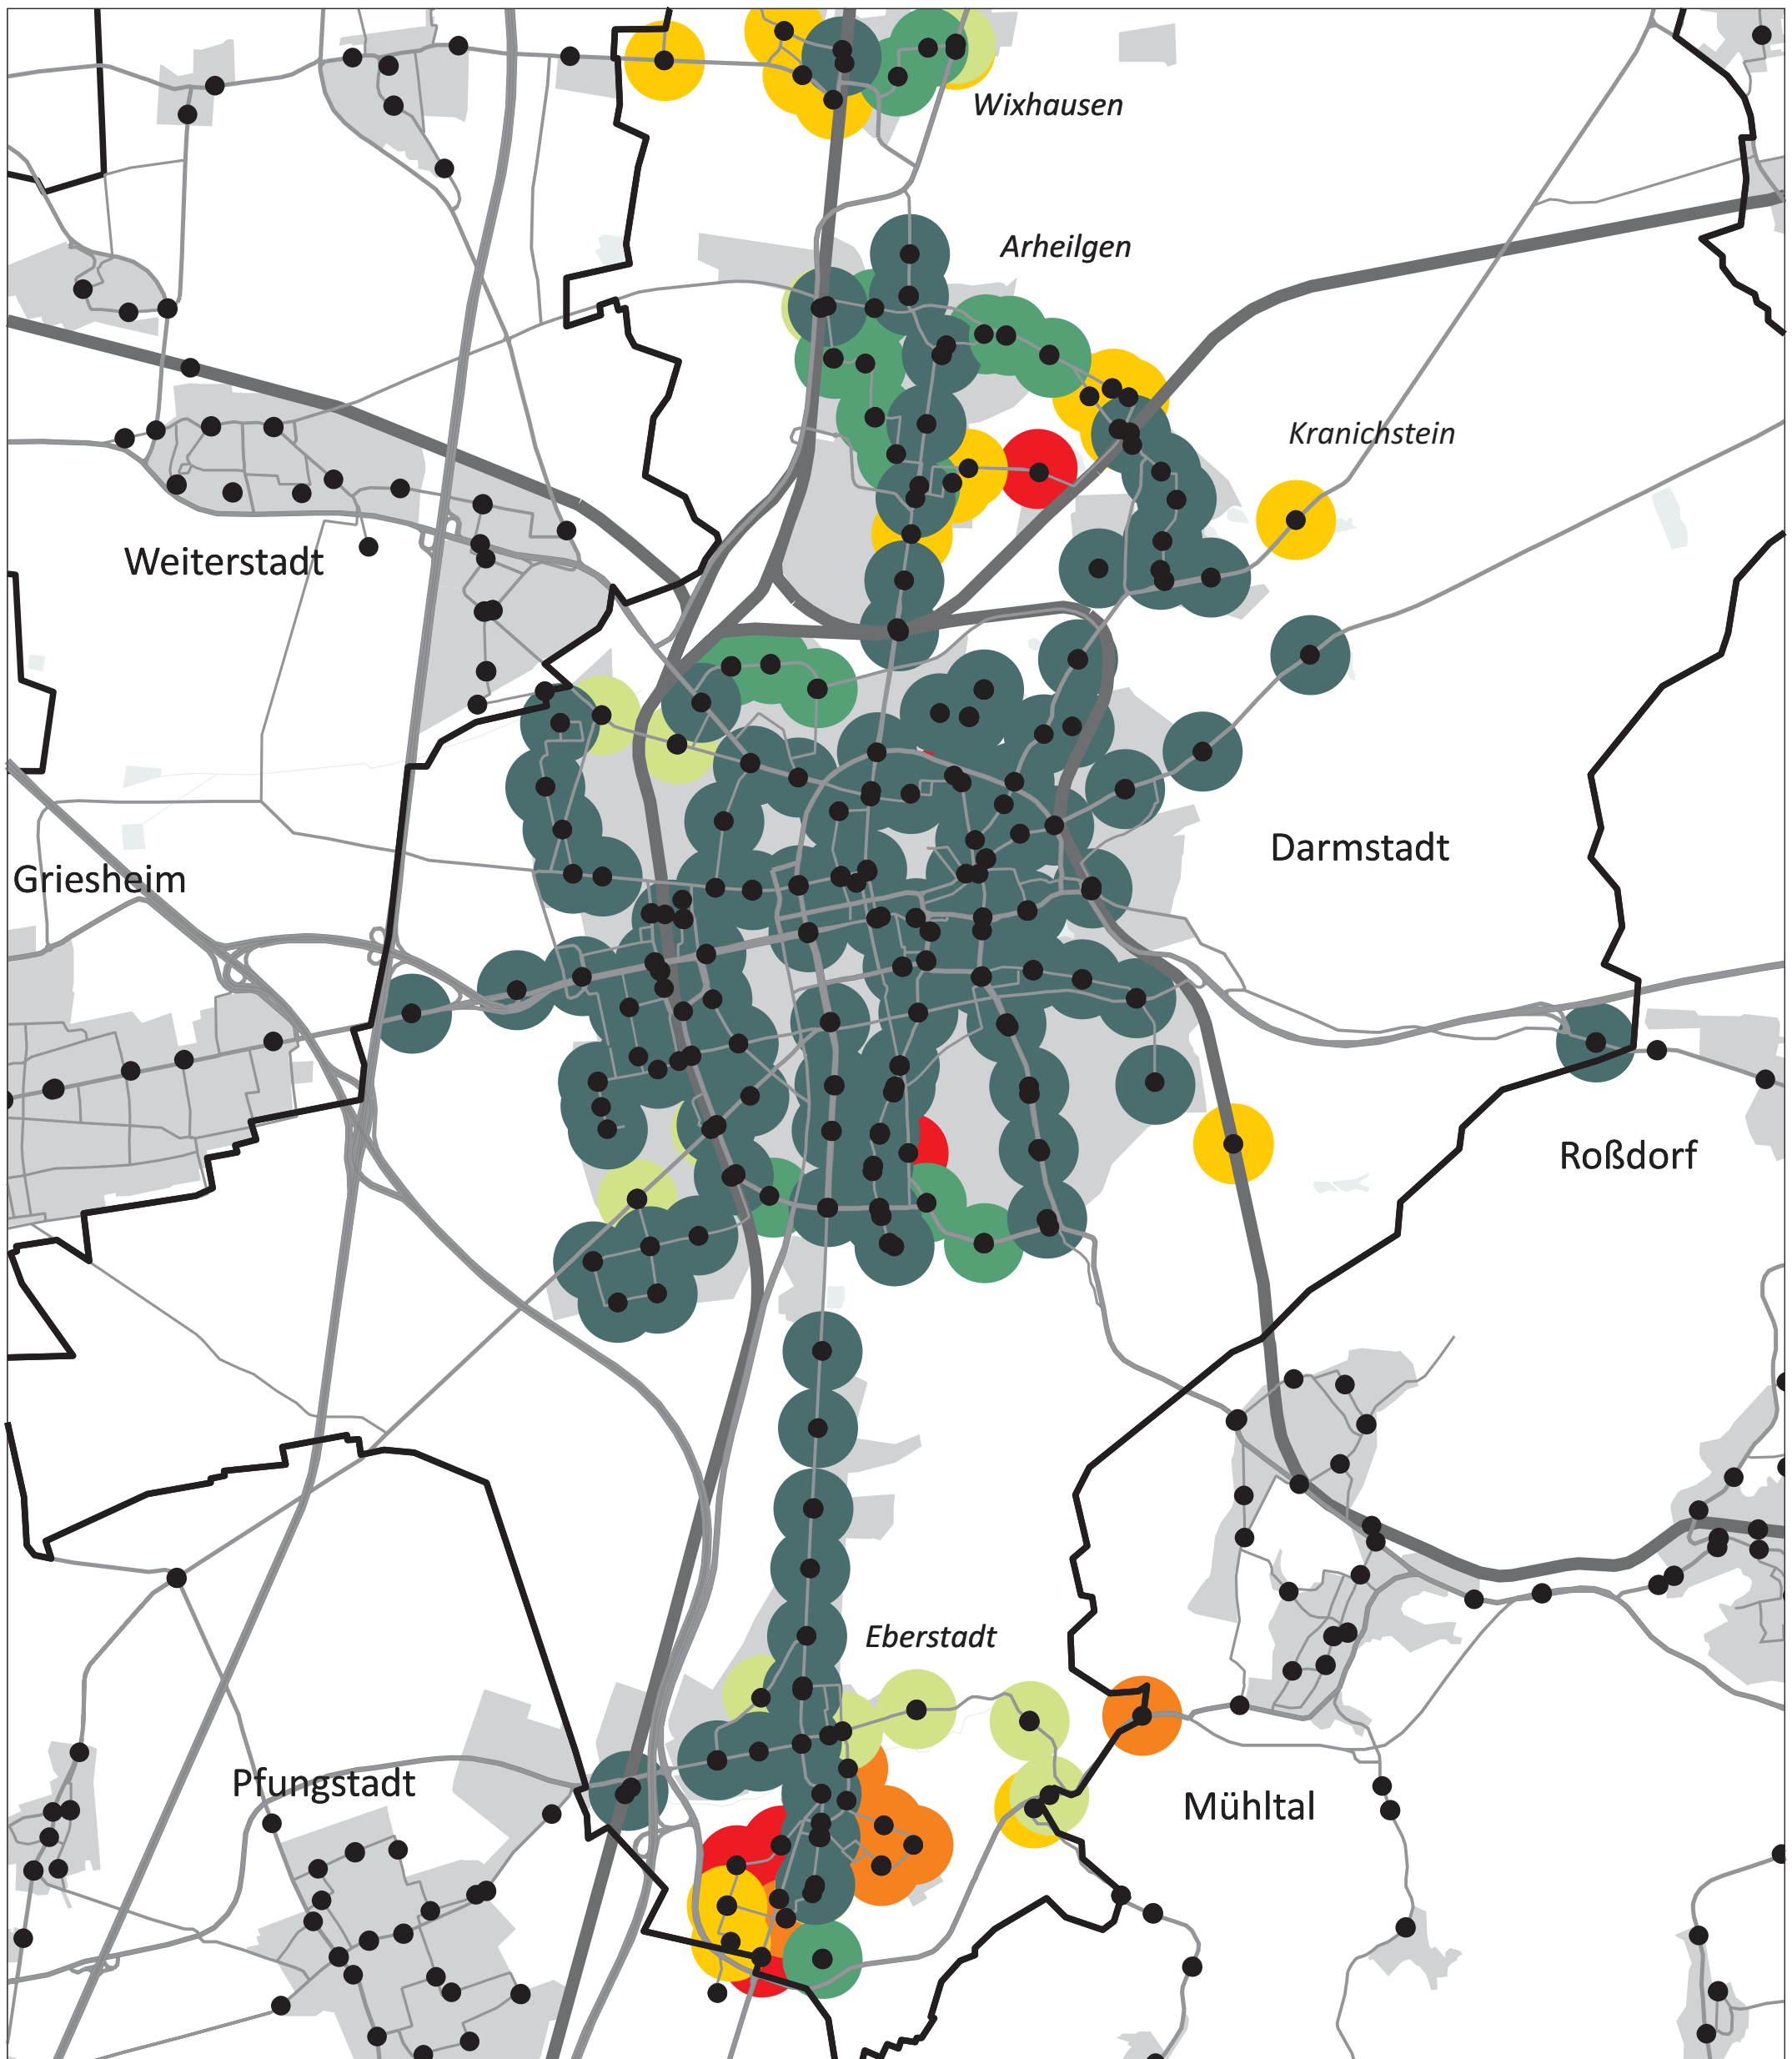 Wixhausen
Arheilgen
Kranichstein
Weiterstadt
Darmstadt
Griesheim
Roßdorf
Eberstadt
Pfungstadt
Mühltal